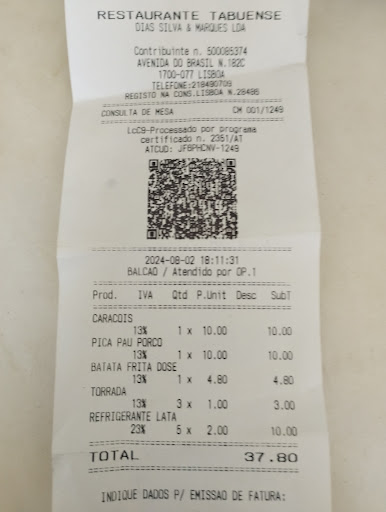 RESTAURANTE TABUENSE
DIAS SILVA & MARQUES LDA
Contribuinte n. 500085374
AVENIDA DO BRASIL N.182C
1700-077 LISBOA
TELEFONE:218490709
REGISTO NA CONS.LISBOA N.28486
CONSULTA DE MESA CM 001/1249
LcC9-Processado por programa
certificado n. 2351/AT
ATCUD: JF6PHCNV-1249
2024-08-02 18:11:31
BALCAO / Atendido por OP.1
Prod. IVA Qtd P.Unit Desc SubT
CARACOIS
13% 1 x 10.00 10.00
PICA PAU PORCO
13% 1 x 10.00 10.00
BATATA FRITA DOSE
13% 1 x 4.80 4.80
TORRADA
13% 3 x 1.00 3.00
REFRIGERANTE LATA
23% 5 x 2.00 10.00
TOTAL 37.80
INDIQUE DADOS P/ EMISSAO DE FATURA: